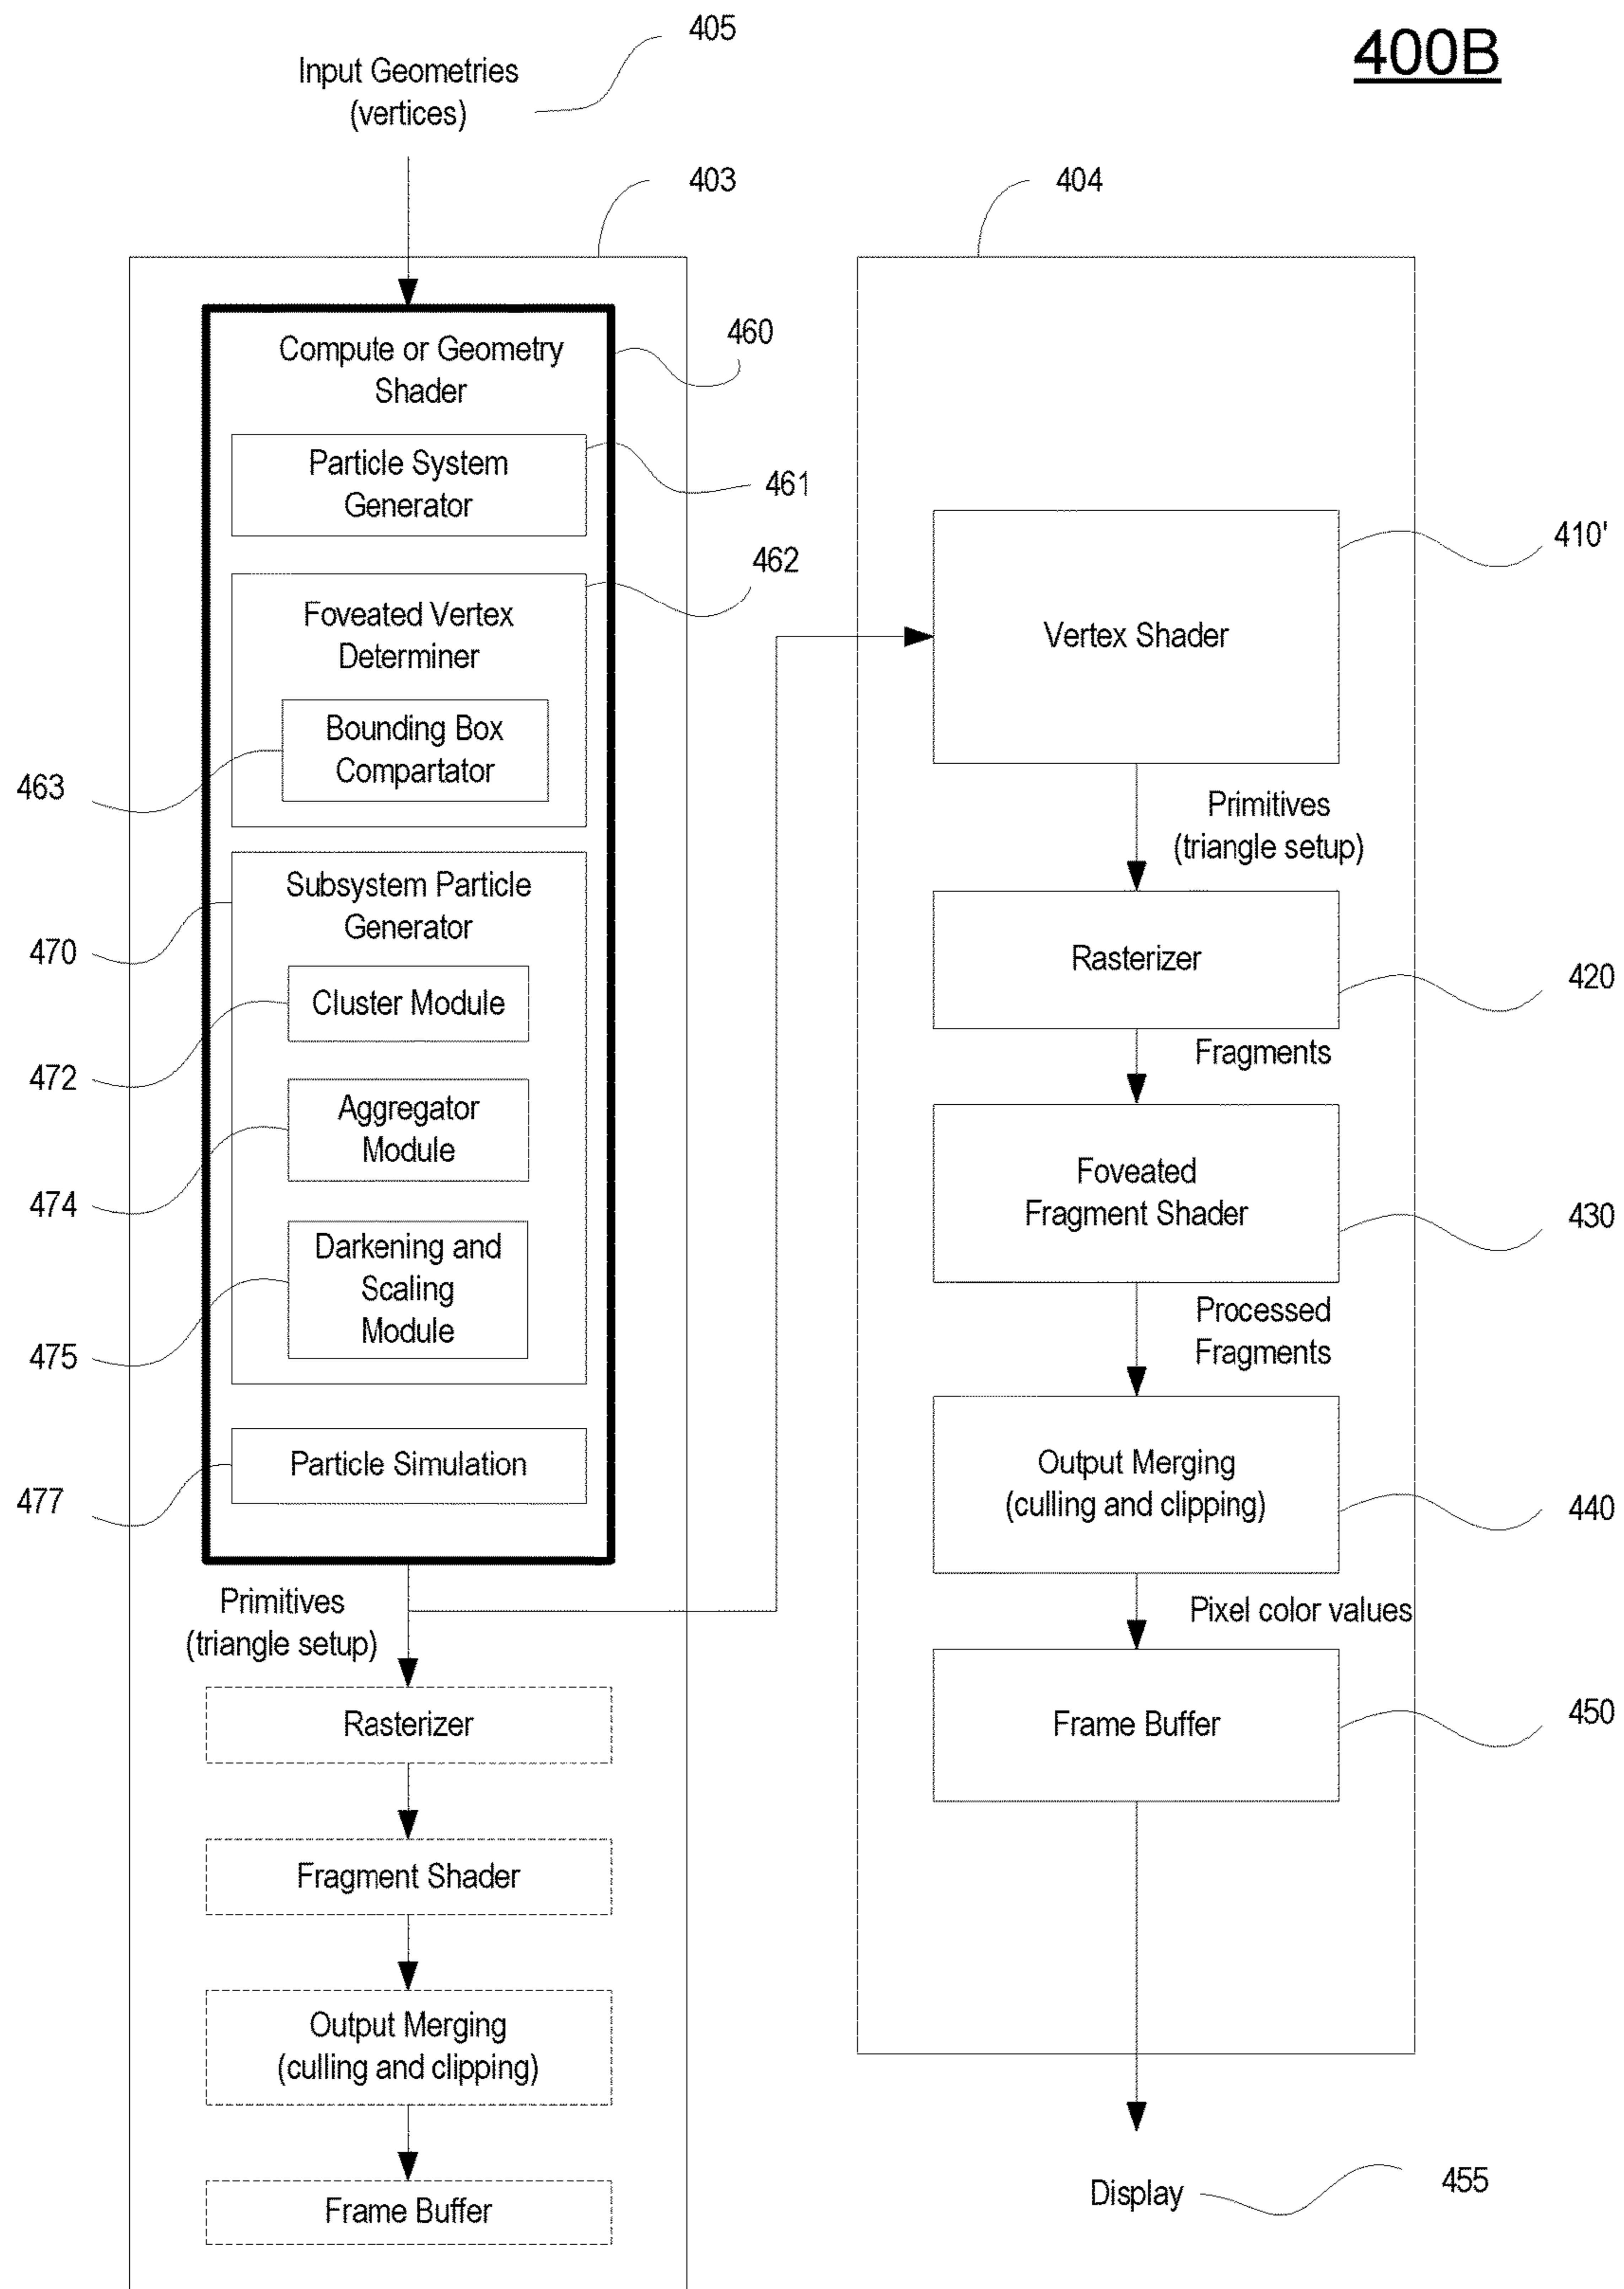 400B
405
Input Geometries
(vertices)
403
404
460
Compute or Geometry
Shader
Particle System
Generator
461
462
Foveated Vertex
Determiner
Bounding Box
Compartator
463
Subsystem Particle
Generator
470
Cluster Module
472
Aggregator
Module
474
Darkening and
Scaling
Module
475
Particle Simulation
477
Primitives
(triangle setup)
Rasterizer
Fragment Shader
Output Merging
(culling and clipping)
Frame Buffer
410'
Vertex Shader
Primitives
(triangle setup)
Rasterizer
420
Fragments
Foveated
Fragment Shader
430
Processed
Fragments
Output Merging
(culling and clipping)
440
Pixel color values
Frame Buffer
450
Display
455